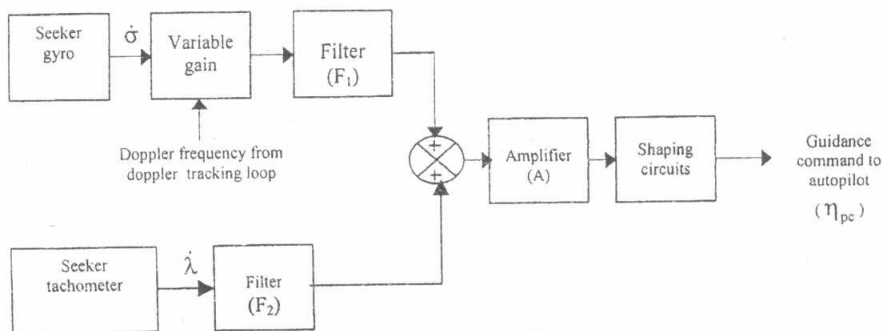 Seeker
gyro
σ̇
Variable
gain
Filter
(F₁)
Doppler frequency from
doppler tracking loop
+
+
Amplifier
(A)
Shaping
circuits
Guidance
command to
autopilot
(η_pc)
Seeker
tachometer
λ̇
Filter
(F₂)